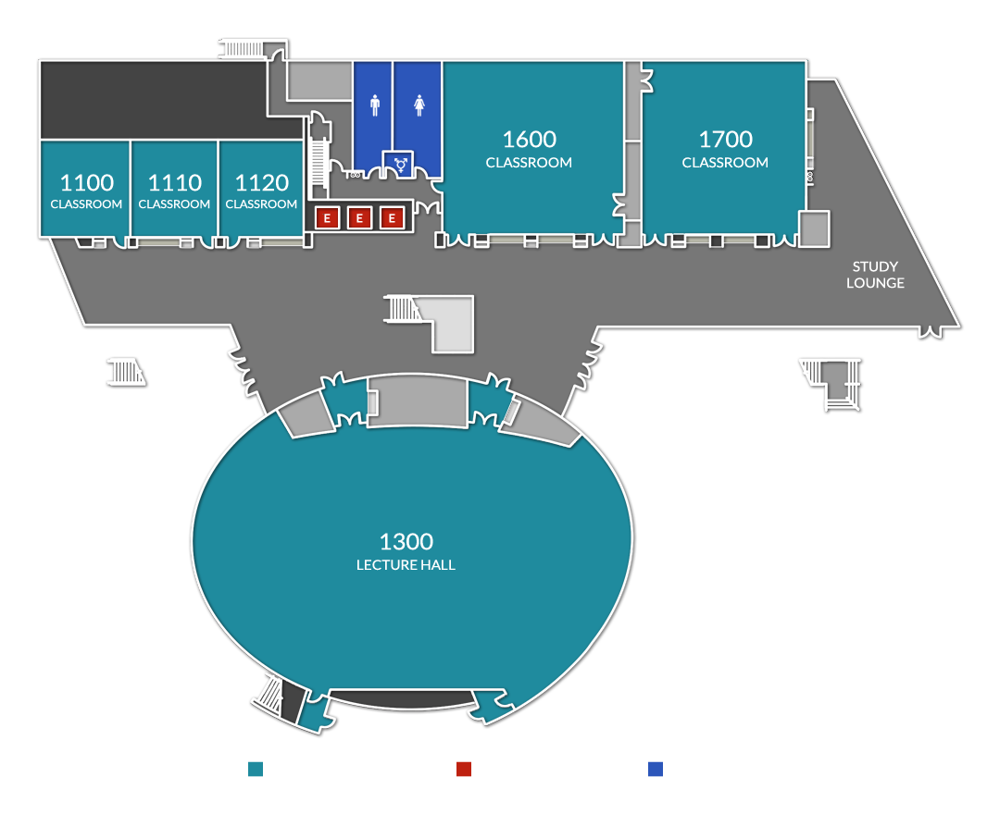 1100
CLASSROOM
1110
CLASSROOM
1120
CLASSROOM
E
E
E
1600
CLASSROOM
1700
CLASSROOM
STUDY
LOUNGE
1300
LECTURE HALL